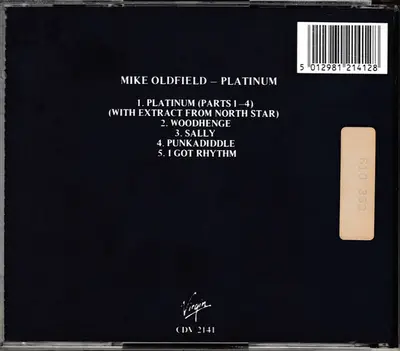 5 012981 214128
MIKE OLDFIELD – PLATINUM
1. PLATINUM (PARTS 1–4)
(WITH EXTRACT FROM NORTH STAR)
2. WOODHENGE
3. SALLY
4. PUNKADIDDLE
5. I GOT RHYTHM
Virgin
CDV 2141